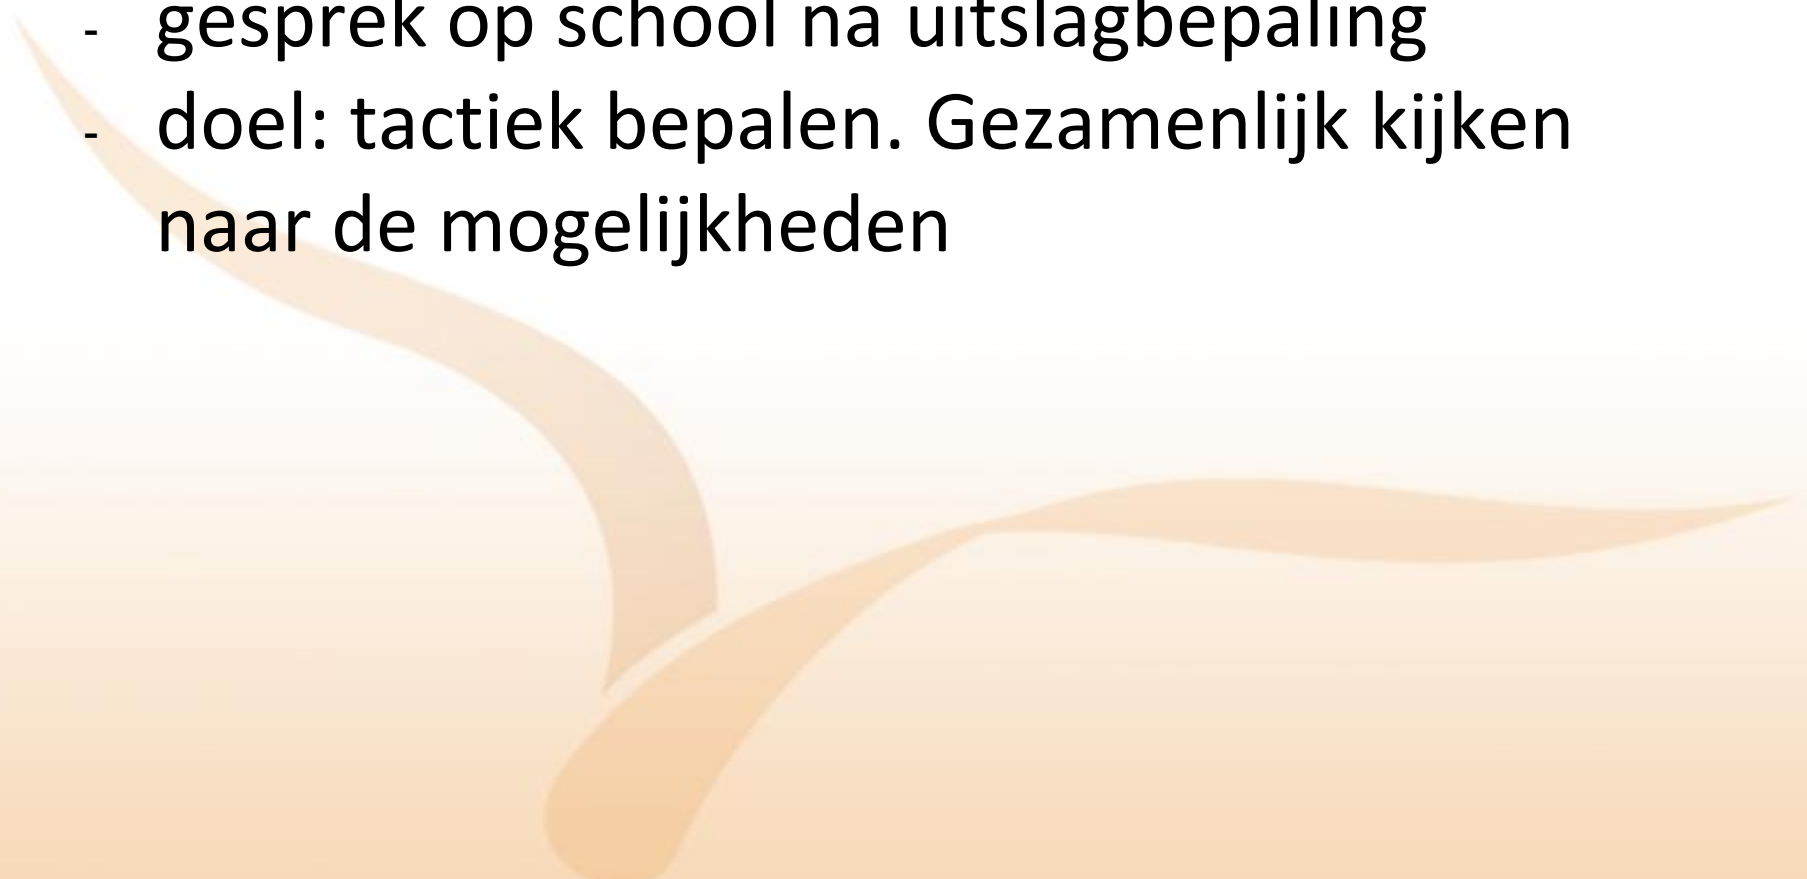 - gesprek op school na uitslagbepaling
- doel: tactiek bepalen. Gezamenlijk kijken
naar de mogelijkheden